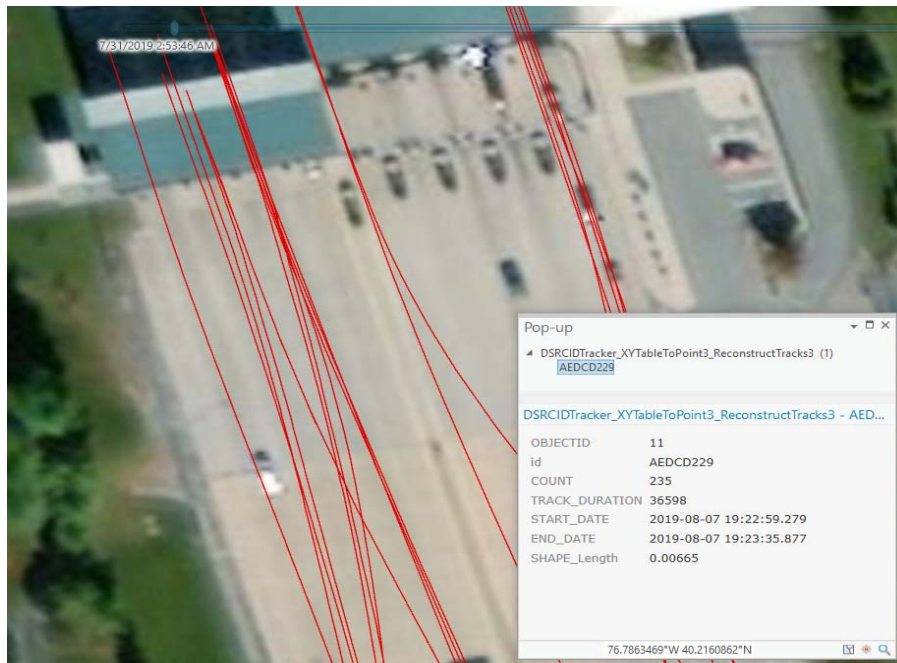 7/31/2019 2:53:46 AM
Pop-up
DSRCIDTracker_XYTableToPoint3_ReconstructTracks3 (1)
AEDCD229
DSRCIDTracker_XYTableToPoint3_ReconstructTracks3 - AED...
OBJECTID 11
id AEDCD229
COUNT 235
TRACK_DURATION 36598
START_DATE 2019-08-07 19:22:59.279
END_DATE 2019-08-07 19:23:35.877
SHAPE_Length 0.00665
76.7863469°W 40.2160862°N